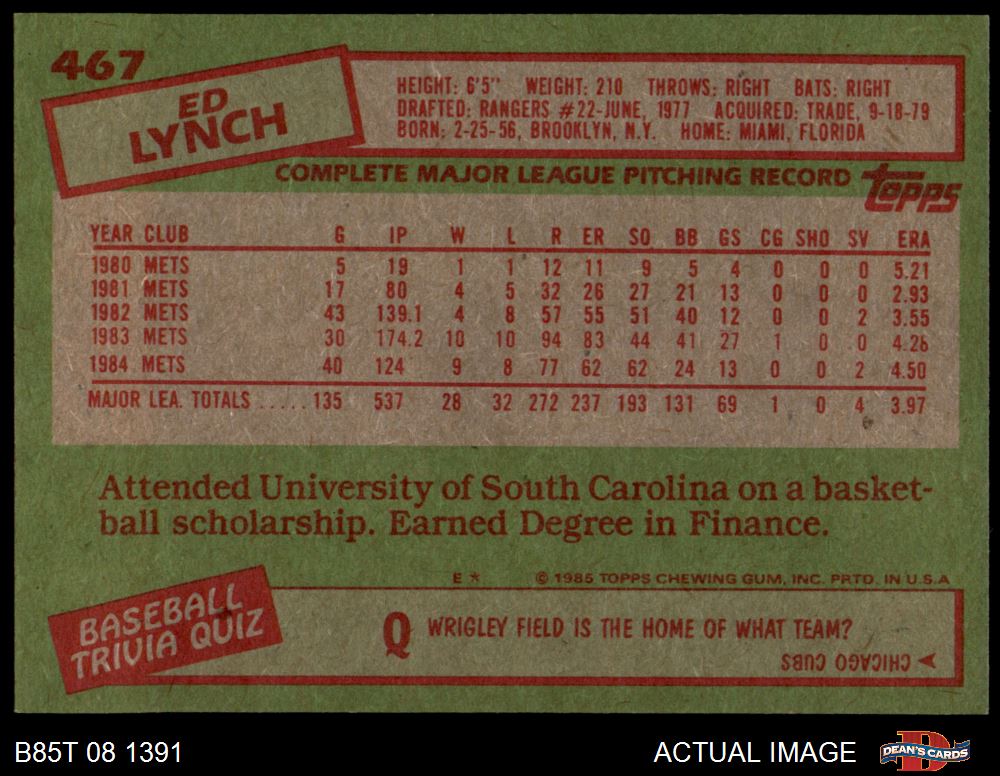 467
ED
LYNCH
HEIGHT: 6'5" WEIGHT: 210 THROWS: RIGHT BATS: RIGHT
DRAFTED: RANGERS #22-JUNE, 1977 ACQUIRED: TRADE, 9-18-79
BORN: 2-25-56, BROOKLYN, N.Y. HOME: MIAMI, FLORIDA
COMPLETE MAJOR LEAGUE PITCHING RECORD
topps
YEAR CLUB G IP W L R ER SO BB GS CG SHO SV ERA
1980 METS 5 19 1 1 12 11 9 5 4 0 0 0 5.21
1981 METS 17 80 4 5 32 26 27 21 13 0 0 0 2.93
1982 METS 43 139.1 4 8 57 55 51 40 12 0 0 2 3.55
1983 METS 30 174.2 10 10 94 83 44 41 27 1 0 0 4.28
1984 METS 40 124 9 8 77 62 62 24 13 0 0 2 4.50
MAJOR LEA. TOTALS ..... 135 537 28 32 272 237 193 131 69 1 0 4 3.97
Attended University of South Carolina on a basket-
ball scholarship. Earned Degree in Finance.
E * © 1985 TOPPS CHEWING GUM, INC. PRTD. IN U.S.A
BASEBALL
TRIVIA QUIZ
Q WRIGLEY FIELD IS THE HOME OF WHAT TEAM?
CHICAGO CUBS
B85T 08 1391
ACTUAL IMAGE
D
DEAN'S CARDS